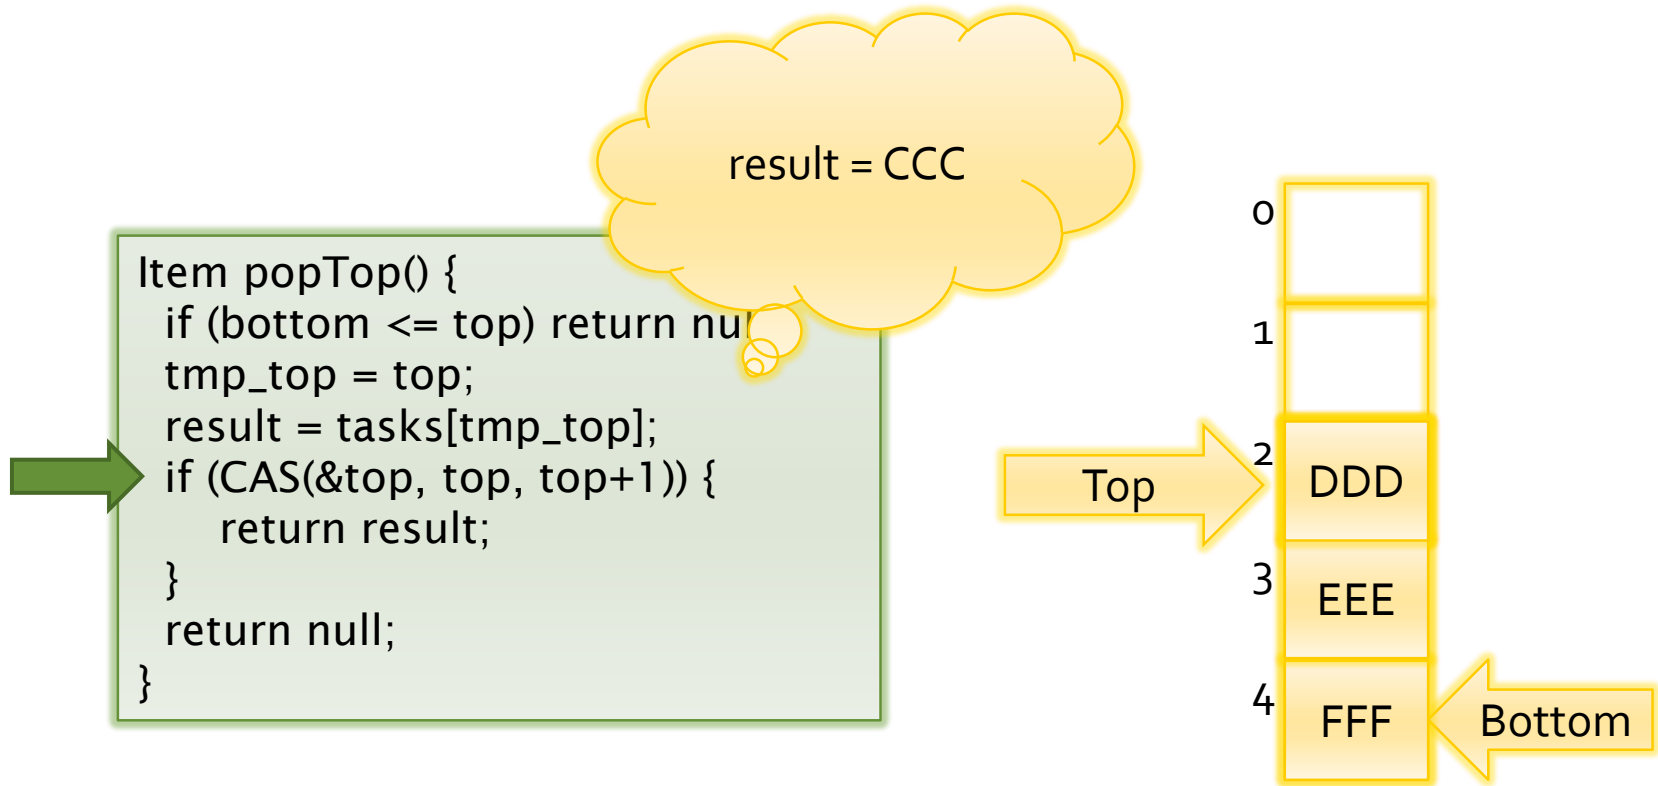 result = CCC
Item popTop() {
if (bottom <= top) return nul
tmp_top = top;
result = tasks[tmp_top];
if (CAS(&top, top, top+1)) {
return result;
}
return null;
}
0
1
2
Top
DDD
3
EEE
4
FFF
Bottom